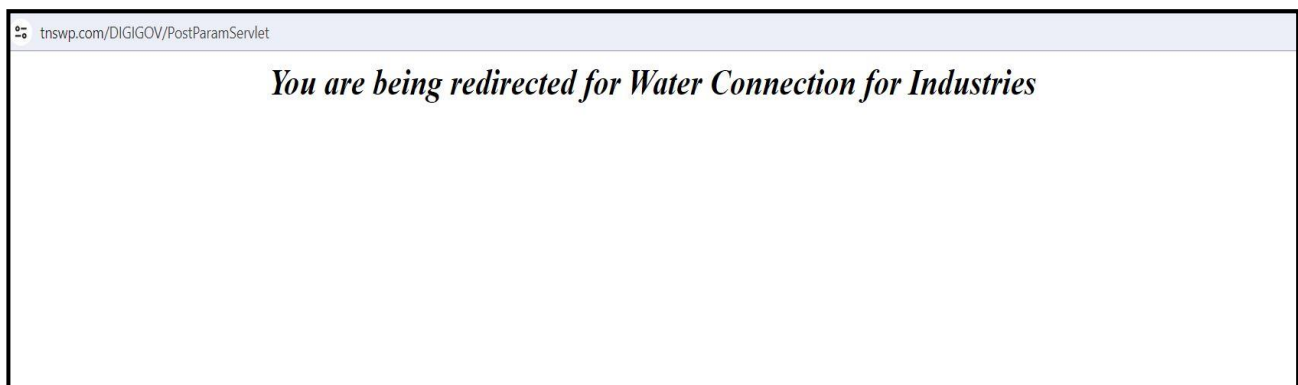 tnswp.com/DIGIGOV/PostParamServlet
You are being redirected for Water Connection for Industries